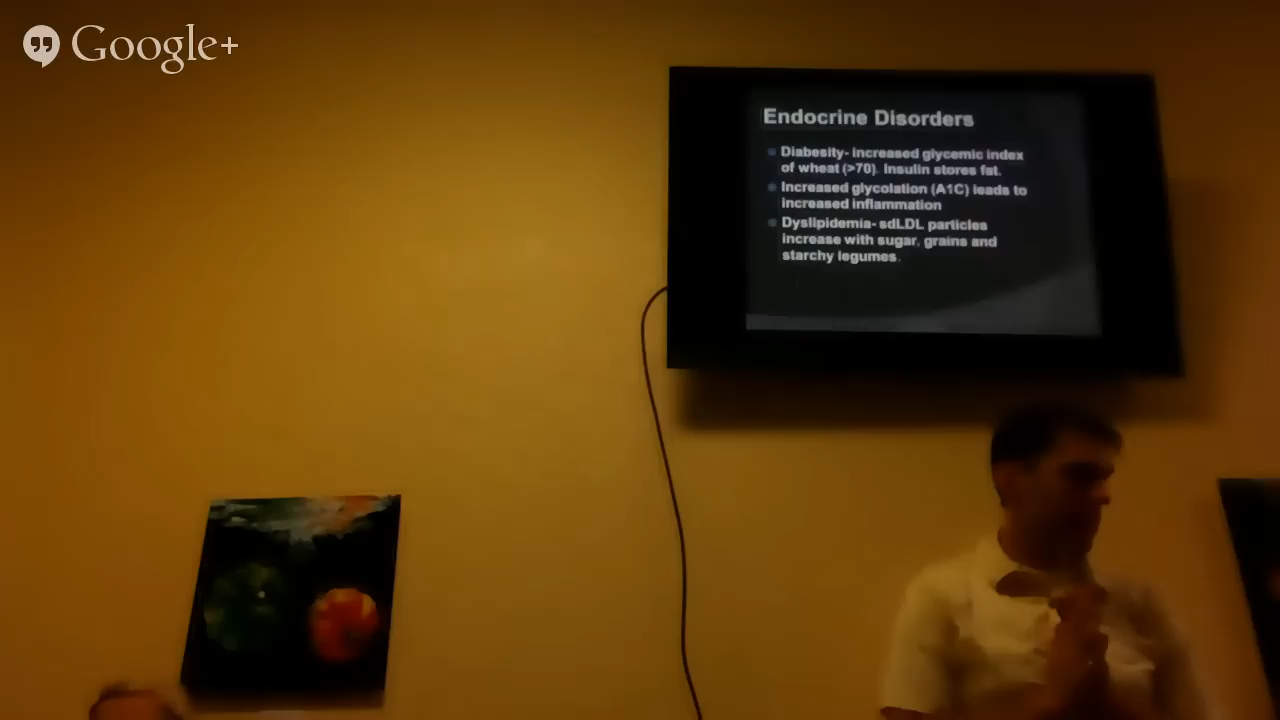 Google+
Endocrine Disorders
Diabesity- Increased glycemic index
of wheat (>70). Insulin stores fat.
Increased glycolation (A1C) leads to
increased inflammation
Dyslipidemia- sdLDL particles
increase with sugar, grains and
starchy legumes.